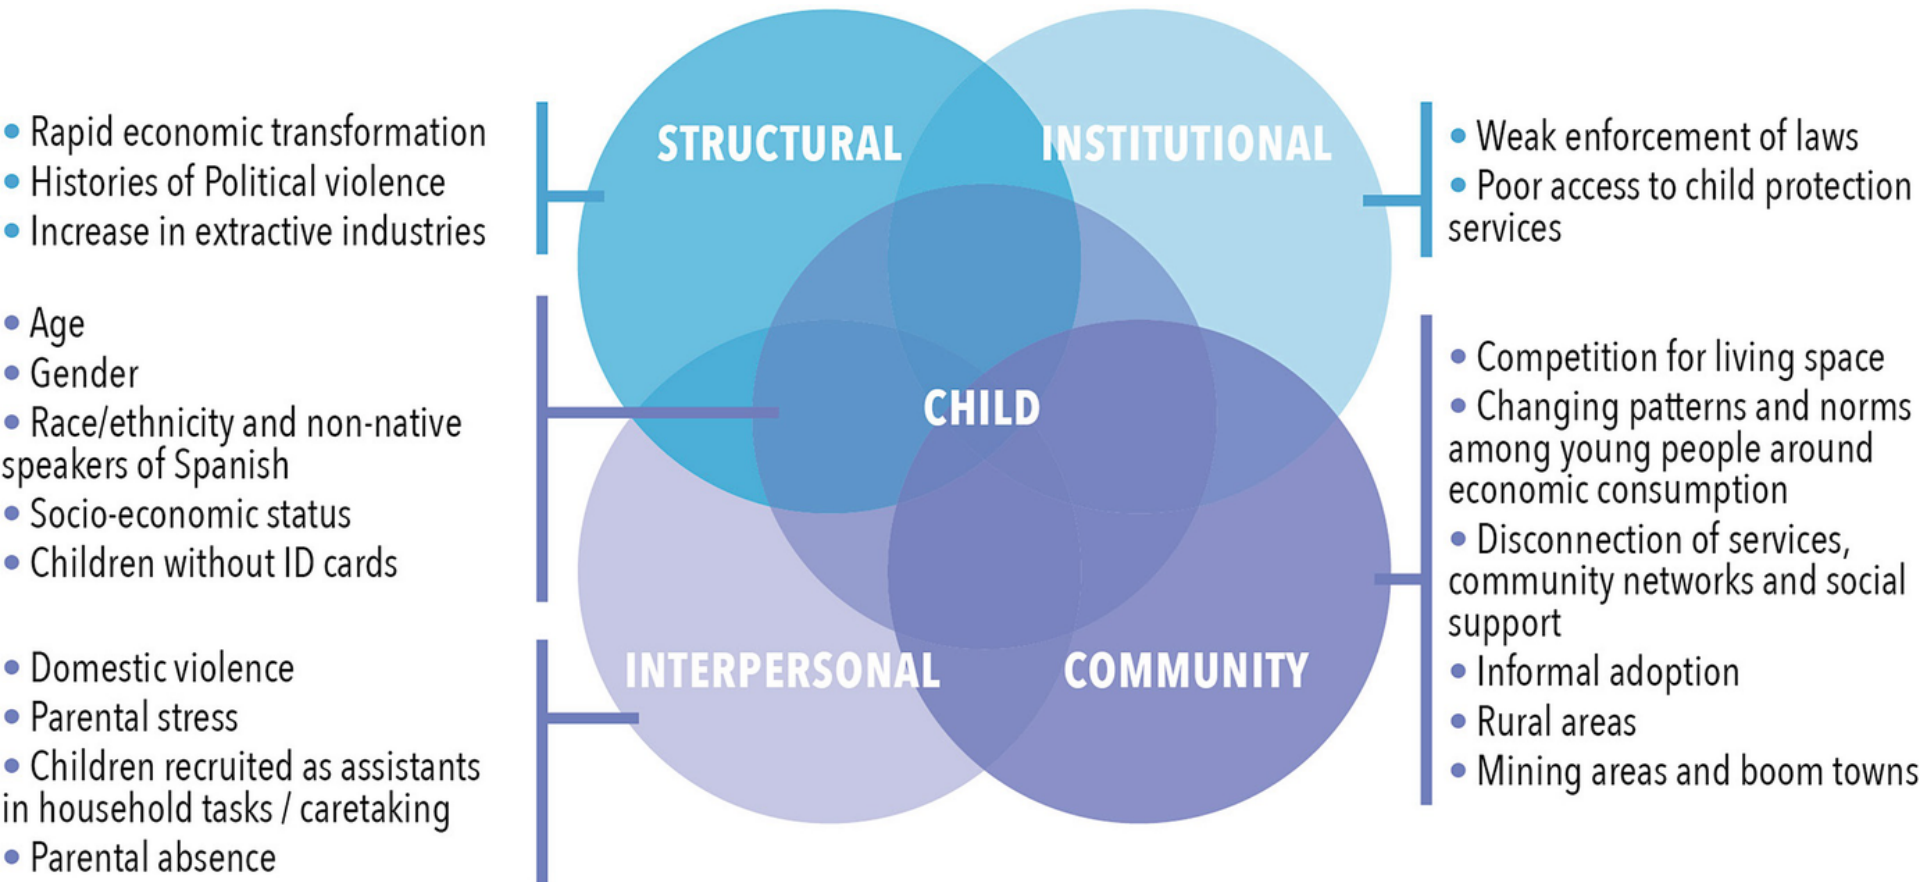 STRUCTURAL
INSTITUTIONAL
CHILD
INTERPERSONAL
COMMUNITY
• Rapid economic transformation
• Histories of Political violence
• Increase in extractive industries
• Age
• Gender
• Race/ethnicity and non-native
speakers of Spanish
• Socio-economic status
• Children without ID cards
• Domestic violence
• Parental stress
• Children recruited as assistants
in household tasks / caretaking
• Parental absence
• Weak enforcement of laws
• Poor access to child protection
services
• Competition for living space
• Changing patterns and norms
among young people around
economic consumption
• Disconnection of services,
community networks and social
support
• Informal adoption
• Rural areas
• Mining areas and boom towns